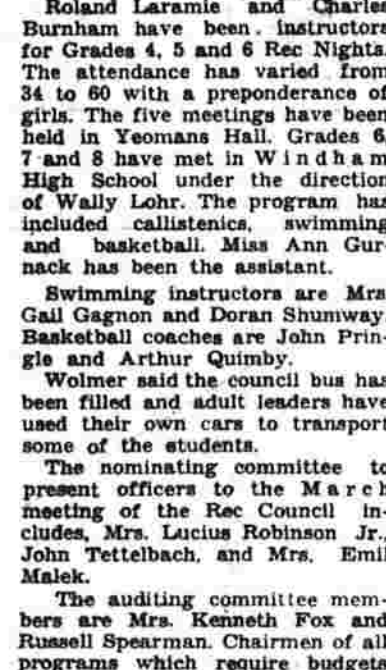 Roland Laramie and Charles
Burnham have been instructors
for Grades 4, 5 and 6 Rec Nights.
The attendance has varied from
34 to 60 with a preponderance of
girls. The five meetings have been
held in Yeomans Hall. Grades 6,
7 and 8 have met in Windham
High School under the direction
of Wally Lohr. The program has
included callistenics, swimming
and basketball. Miss Ann Gur-
nack has been the assistant.
Swimming instructors are Mrs.
Gail Gagnon and Doran Shumway.
Basketball coaches are John Prin-
gle and Arthur Quimby.
Wolmer said the council bus has
been filled and adult leaders have
used their own cars to transport
some of the students.
The nominating committee to
present officers to the March
meeting of the Rec Council in-
cludes, Mrs. Lucius Robinson Jr.,
John Tettelbach, and Mrs. Emil
Malek.
The auditing committee mem-
bers are Mrs. Kenneth Fox and
Russell Spearman. Chairmen of all
programs which require budgets